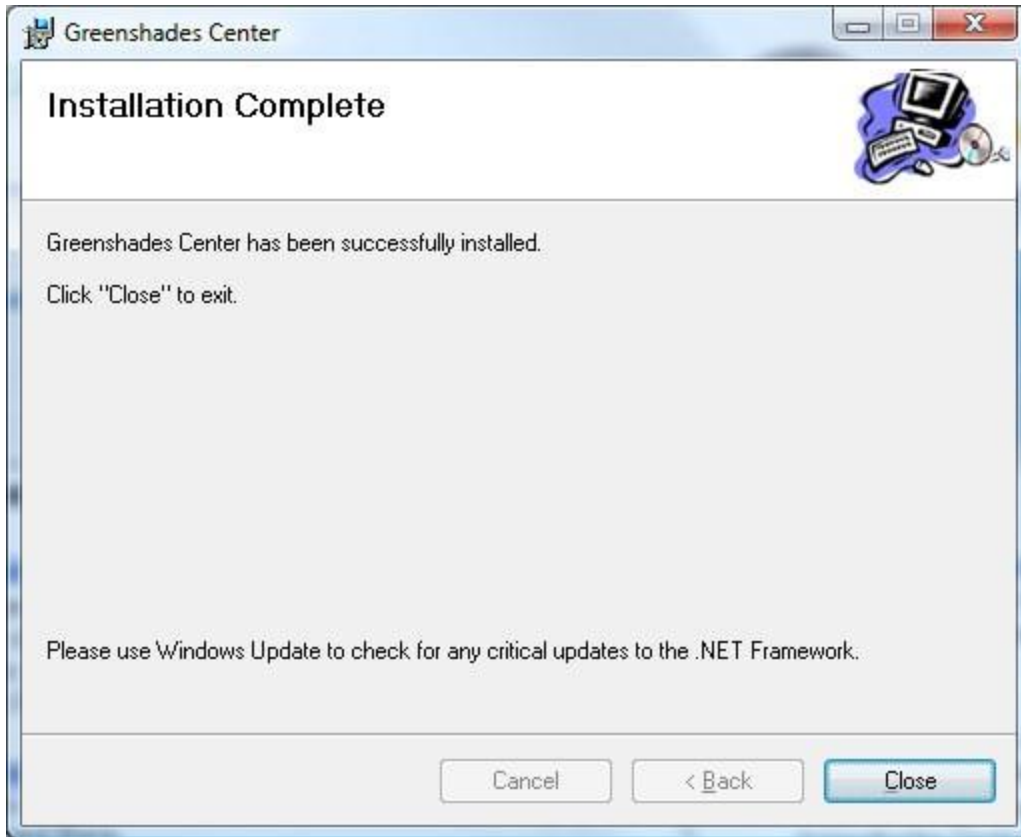 Greenshades Center
Installation Complete
Greenshades Center has been successfully installed.
Click "Close" to exit.
Please use Windows Update to check for any critical updates to the .NET Framework.
Cancel
< Back
Close